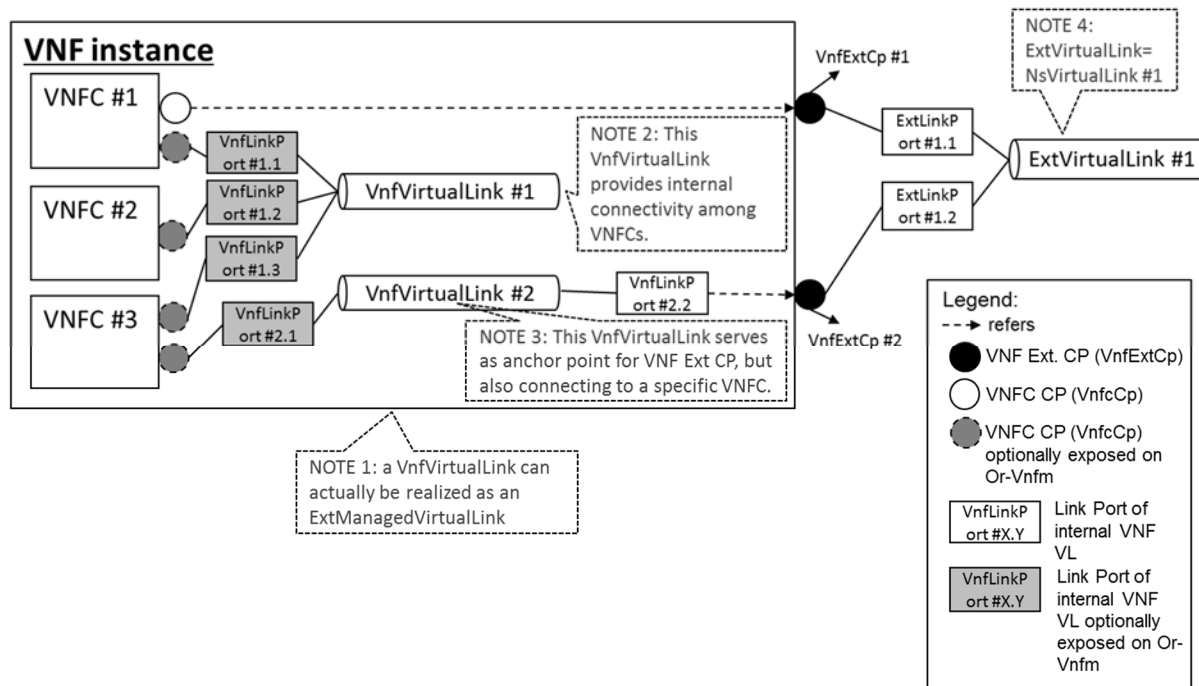 VNF instance
VNFC #1
VNFC #2
VNFC #3
VnfLinkP
ort #1.1
VnfLinkP
ort #1.2
VnfLinkP
ort #1.3
VnfLinkP
ort #2.1
VnfVirtualLink #1
VnfVirtualLink #2
NOTE 2: This
VnfVirtualLink
provides internal
connectivity among
VNFCs.
VnfLinkP
ort #2.2
NOTE 3: This VnfVirtualLink serves
as anchor point for VNF Ext CP, but
also connecting to a specific VNFC.
NOTE 1: a VnfVirtualLink can
actually be realized as an
ExtManagedVirtualLink
VnfExtCp #1
VnfExtCp #2
ExtLinkP
ort #1.1
ExtLinkP
ort #1.2
NOTE 4:
ExtVirtualLink=
NsVirtualLink #1
ExtVirtualLink #1
Legend:
refers
VNF Ext. CP (VnfExtCp)
VNFC CP (VnfcCp)
VNFC CP (VnfcCp)
optionally exposed on
Or-Vnfm
VnfLinkP
ort #X.Y
Link Port of
internal VNF
VL
VnfLinkP
ort #X.Y
Link Port of
internal VNF
VL optionally
exposed on Or-
Vnfm